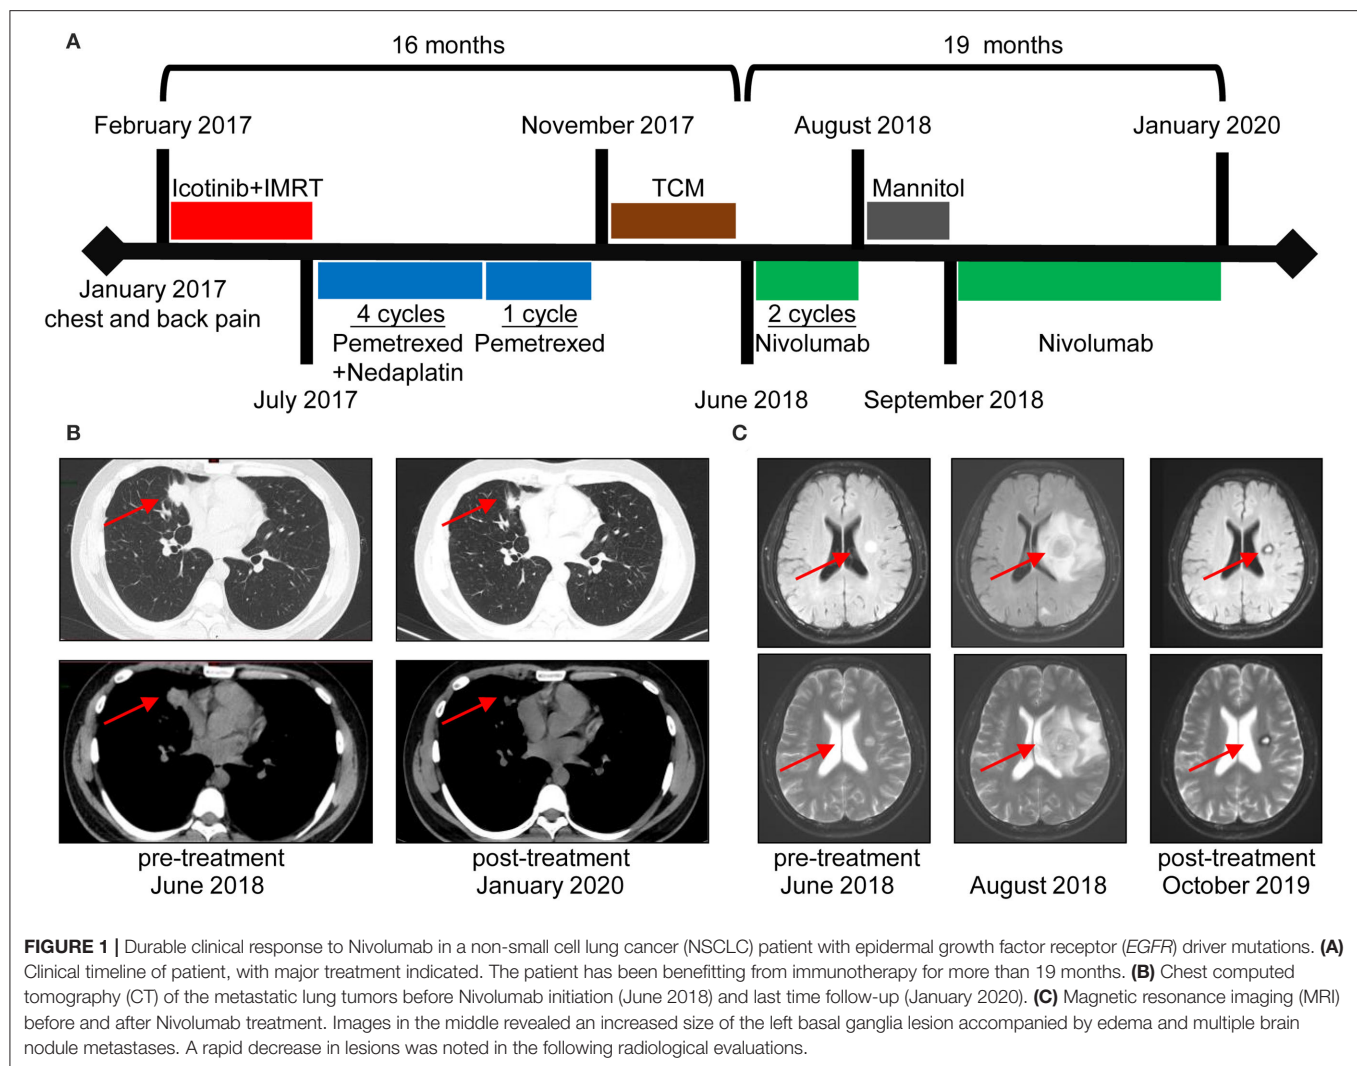 A
16 months
19 months
February 2017
November 2017
August 2018
January 2020
Icotinib+IMRT
TCM
Mannitol
January 2017
chest and back pain
4 cycles
Pemetrexed
+Nedaplatin
1 cycle
Pemetrexed
2 cycles
Nivolumab
Nivolumab
July 2017
June 2018
September 2018
B
C
pre-treatment
June 2018
post-treatment
January 2020
pre-treatment
June 2018
August 2018
post-treatment
October 2019
FIGURE 1 | Durable clinical response to Nivolumab in a non-small cell lung cancer (NSCLC) patient with epidermal growth factor receptor (EGFR) driver mutations. (A)
Clinical timeline of patient, with major treatment indicated. The patient has been benefitting from immunotherapy for more than 19 months. (B) Chest computed
tomography (CT) of the metastatic lung tumors before Nivolumab initiation (June 2018) and last time follow-up (January 2020). (C) Magnetic resonance imaging (MRI)
before and after Nivolumab treatment. Images in the middle revealed an increased size of the left basal ganglia lesion accompanied by edema and multiple brain
nodule metastases. A rapid decrease in lesions was noted in the following radiological evaluations.